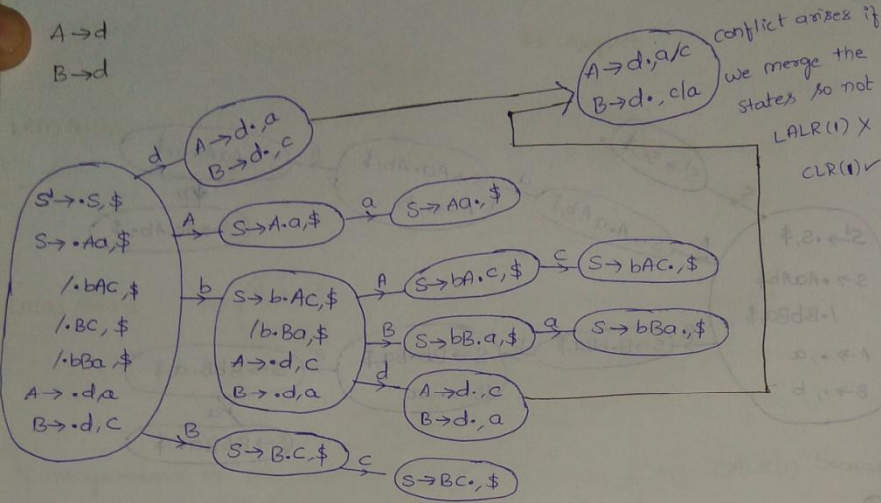 A→d
B→d
A→d•, a/c
B→d•, c/a
conflict arises if
we merge the
states so not
LALR(1) X
CLR(1) ✓
d
A→d•, a
B→d•, c
S'→•S, $
S→•Aa, $
/•bAc, $
/•Bc, $
/•bBa, $
A→•d, a
B→•d, c
A
S→A•a, $
a
S→Aa•, $
b
S→b•Ac, $
/b•Ba, $
A→•d, c
B→•d, a
A
S→bA•c, $
c
S→bAc•, $
B
S→bB•a, $
a
S→bBa•, $
d
A→d•, c
B→d•, a
B
S→B•c, $
c
S→Bc•, $